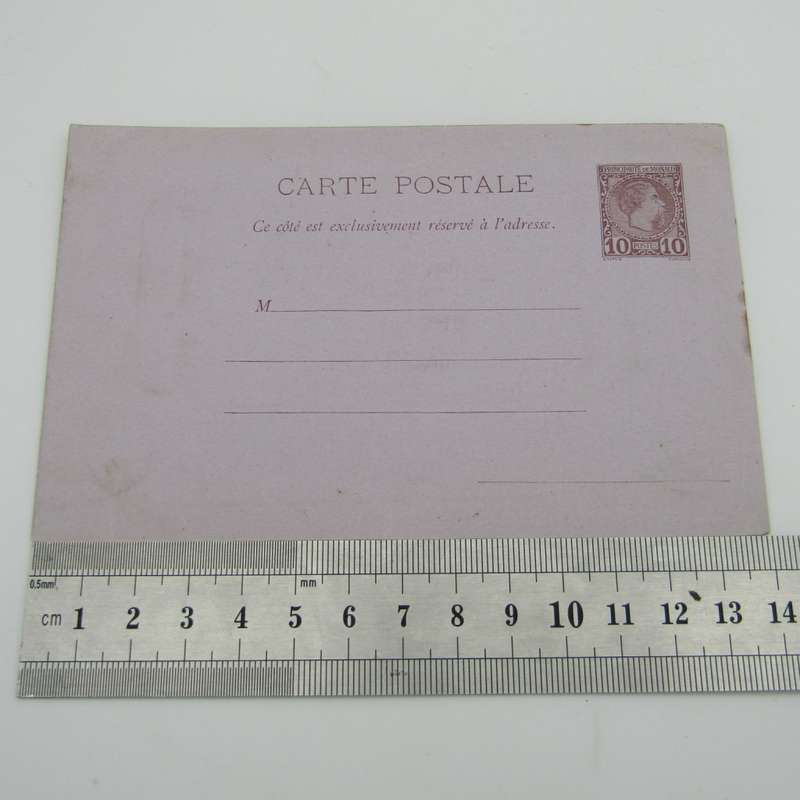 CARTE POSTALE
PRINCIPAUTÉ DE MONACO
10 POSTES 10
Ce côté est exclusivement réservé à l'adresse.
M
0.5mm
mm
cm 1 2 3 4 5 6 7 8 9 10 11 12 13 14